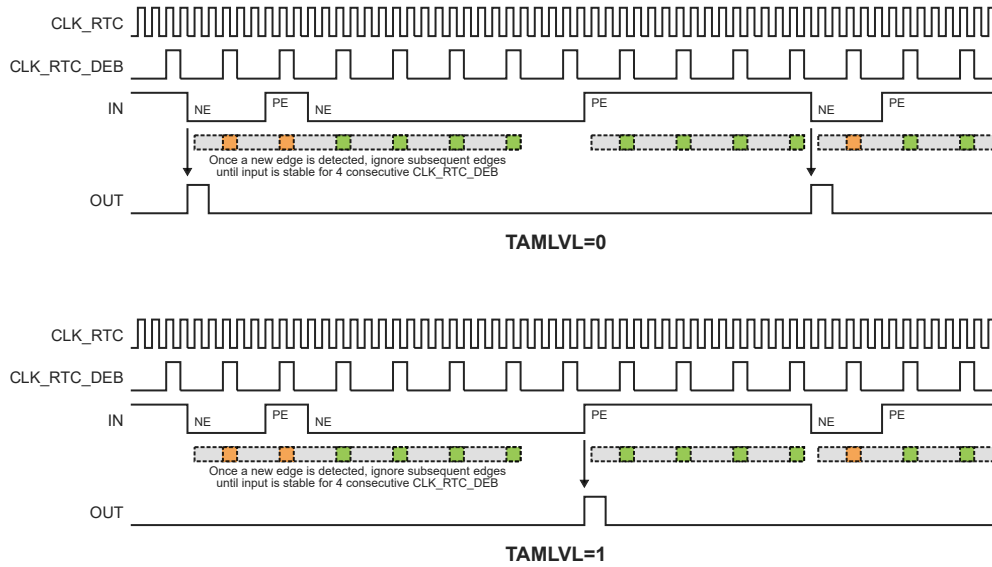 CLK_RTC
CLK_RTC_DEB
IN
NE
PE
NE
PE
NE
PE
Once a new edge is detected, ignore subsequent edges
until input is stable for 4 consecutive CLK_RTC_DEB
OUT
TAMLVL=0
CLK_RTC
CLK_RTC_DEB
IN
NE
PE
NE
PE
NE
PE
Once a new edge is detected, ignore subsequent edges
until input is stable for 4 consecutive CLK_RTC_DEB
OUT
TAMLVL=1